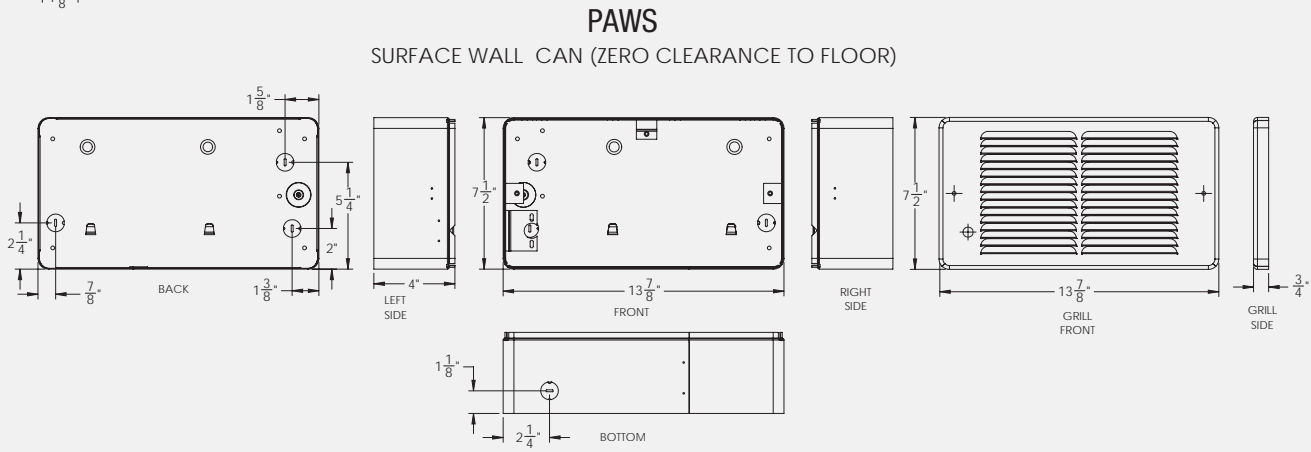 1/8"
PAWS
SURFACE WALL CAN (ZERO CLEARANCE TO FLOOR)
1 5/8"
5 1/4"
2 1/4"
2"
7/8"
BACK
1 3/8"
4"
LEFT
SIDE
7 1/2"
13 7/8"
FRONT
RIGHT
SIDE
7 1/2"
13 7/8"
GRILL
FRONT
3/4"
GRILL
SIDE
1 1/8"
2 1/4"
BOTTOM